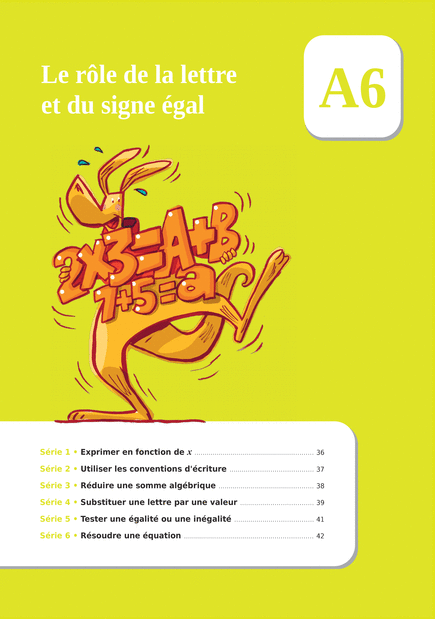 Le rôle de la lettre
et du signe égal
A6
2x3=A+B
7+5=a
Série 1 • Exprimer en fonction de x ........ 36
Série 2 • Utiliser les conventions d'écriture ........ 37
Série 3 • Réduire une somme algébrique ........ 38
Série 4 • Substituer une lettre par une valeur ........ 39
Série 5 • Tester une égalité ou une inégalité ........ 41
Série 6 • Résoudre une équation ........ 42